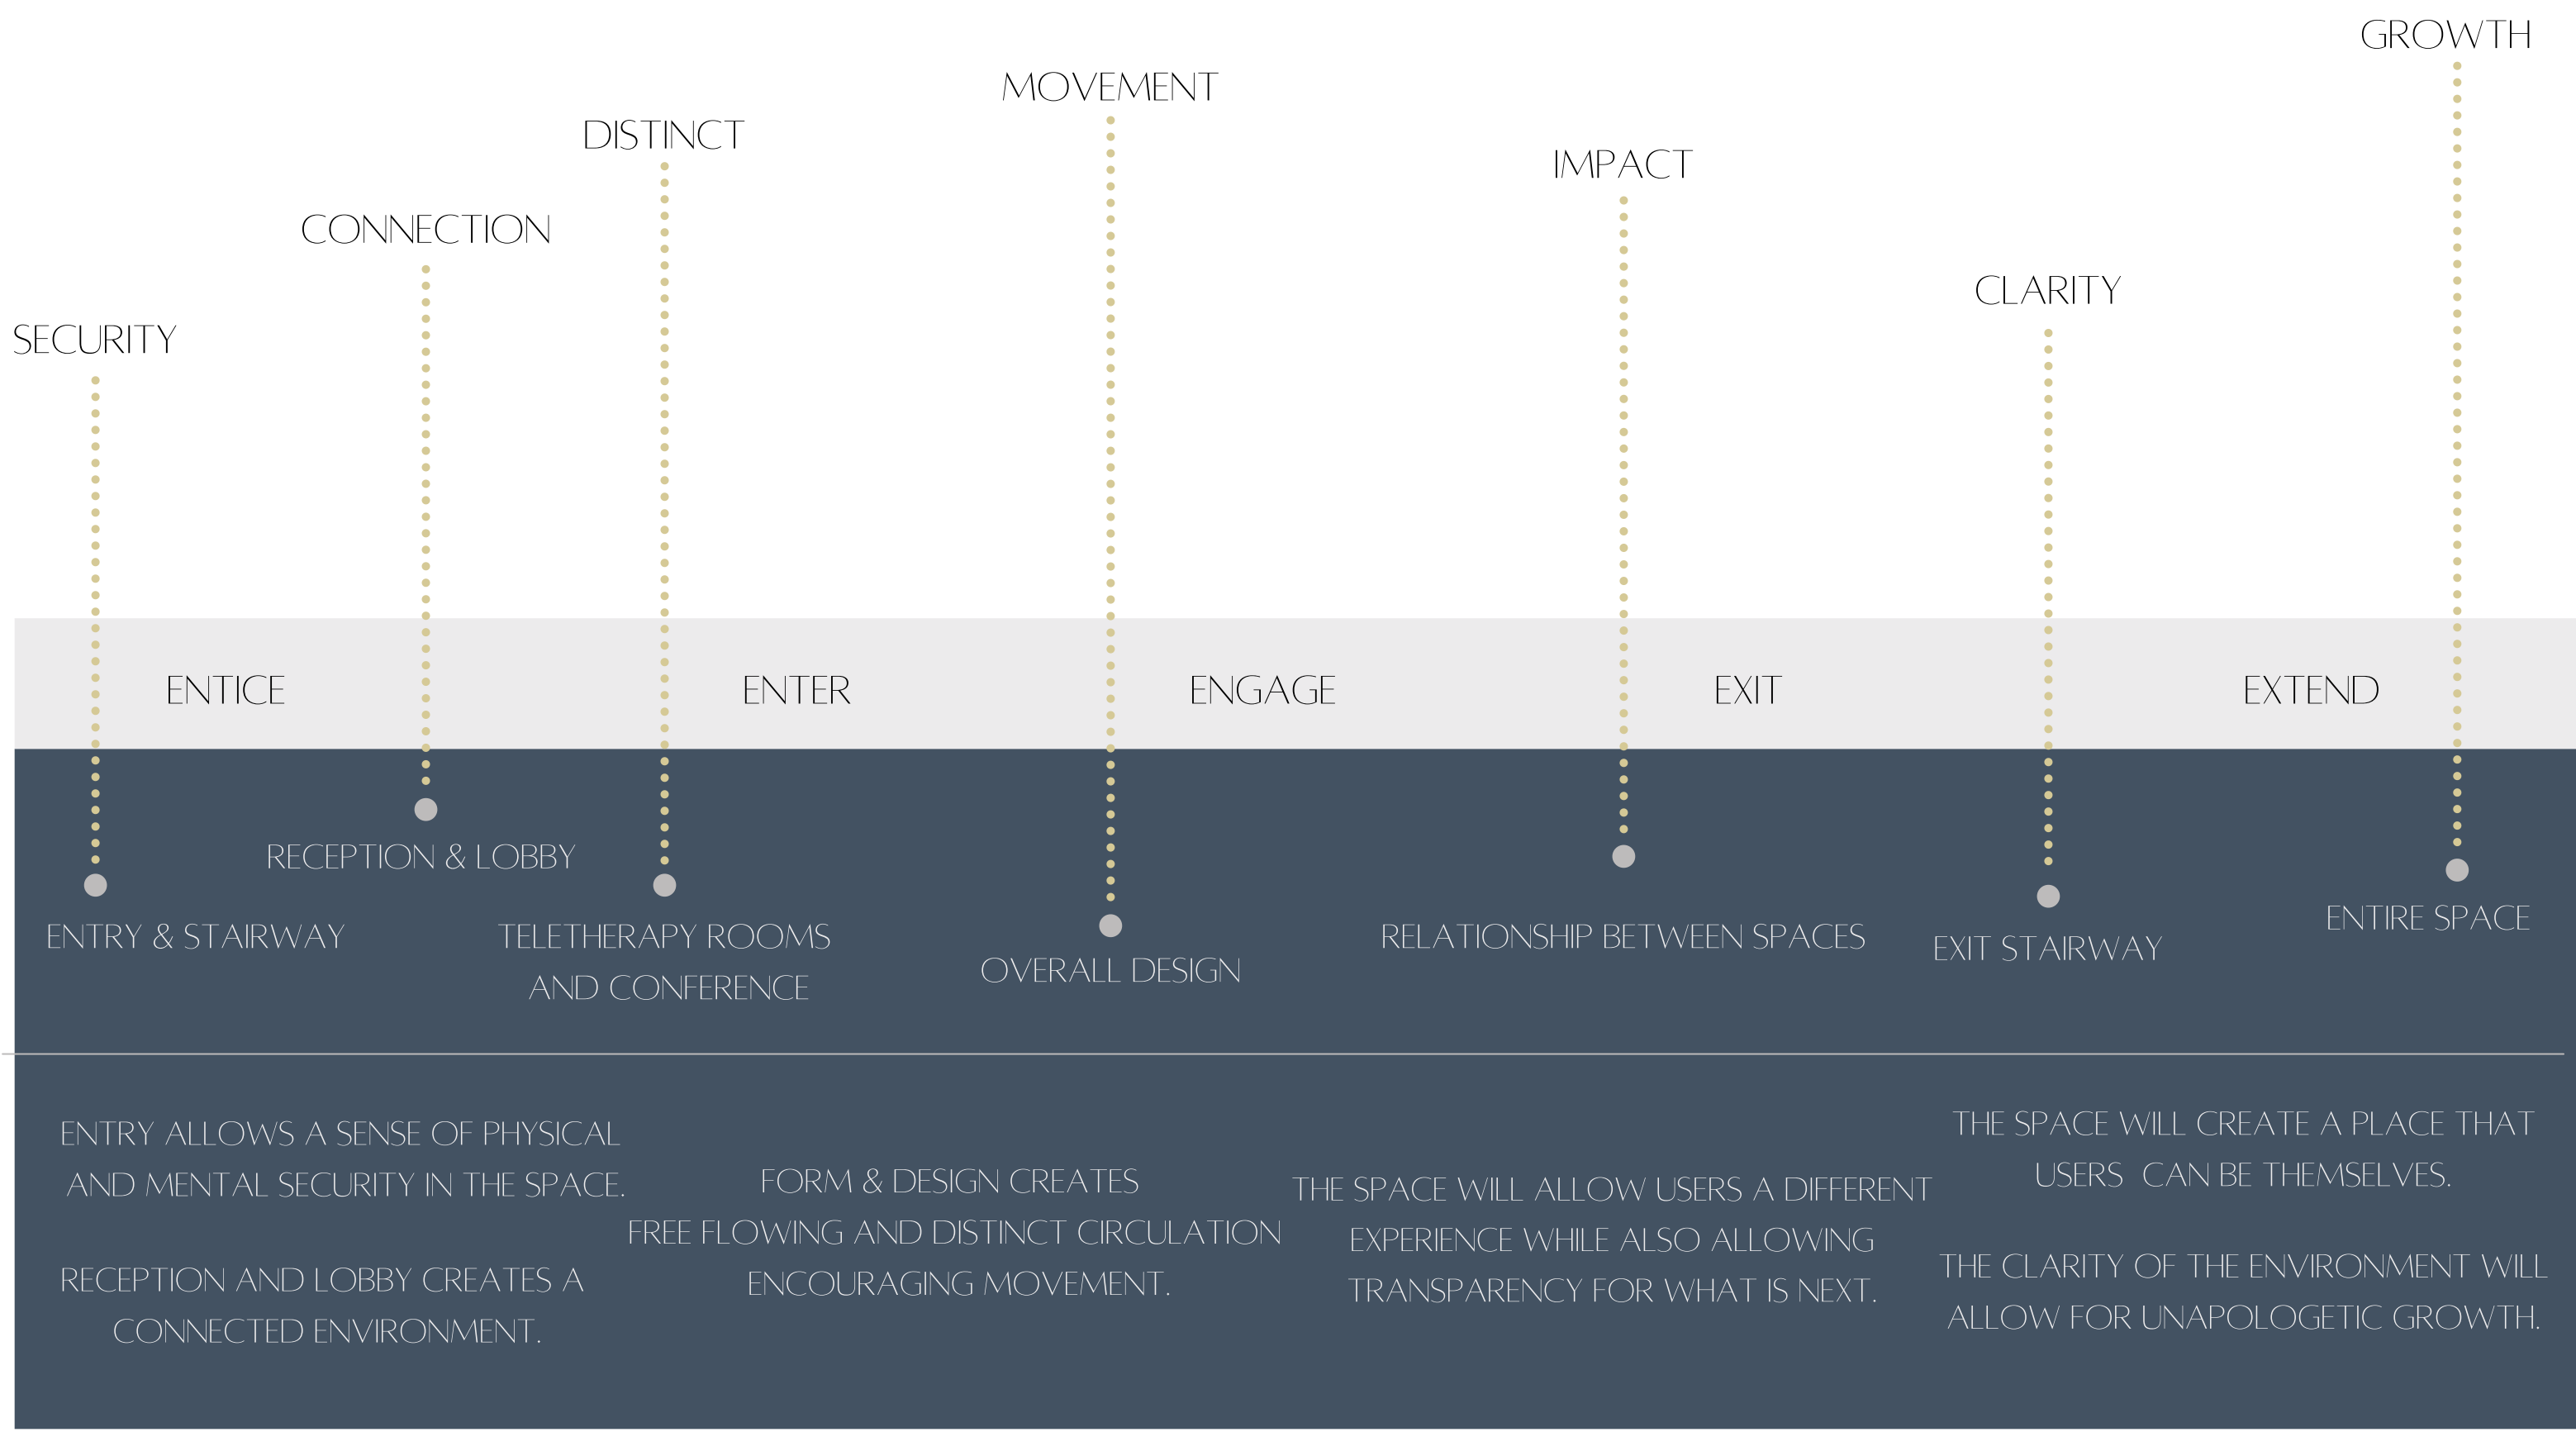 GROWTH
MOVEMENT
DISTINCT
IMPACT
CONNECTION
CLARITY
SECURITY
ENTICE
ENTER
ENGAGE
EXIT
EXTEND
RECEPTION & LOBBY
ENTRY & STAIRWAY
TELETHERAPY ROOMS
AND CONFERENCE
OVERALL DESIGN
RELATIONSHIP BETWEEN SPACES
EXIT STAIRWAY
ENTIRE SPACE
ENTRY ALLOWS A SENSE OF PHYSICAL
AND MENTAL SECURITY IN THE SPACE.
RECEPTION AND LOBBY CREATES A
CONNECTED ENVIRONMENT.
FORM & DESIGN CREATES
FREE FLOWING AND DISTINCT CIRCULATION
ENCOURAGING MOVEMENT.
THE SPACE WILL ALLOW USERS A DIFFERENT
EXPERIENCE WHILE ALSO ALLOWING
TRANSPARENCY FOR WHAT IS NEXT.
THE SPACE WILL CREATE A PLACE THAT
USERS CAN BE THEMSELVES.
THE CLARITY OF THE ENVIRONMENT WILL
ALLOW FOR UNAPOLOGETIC GROWTH.